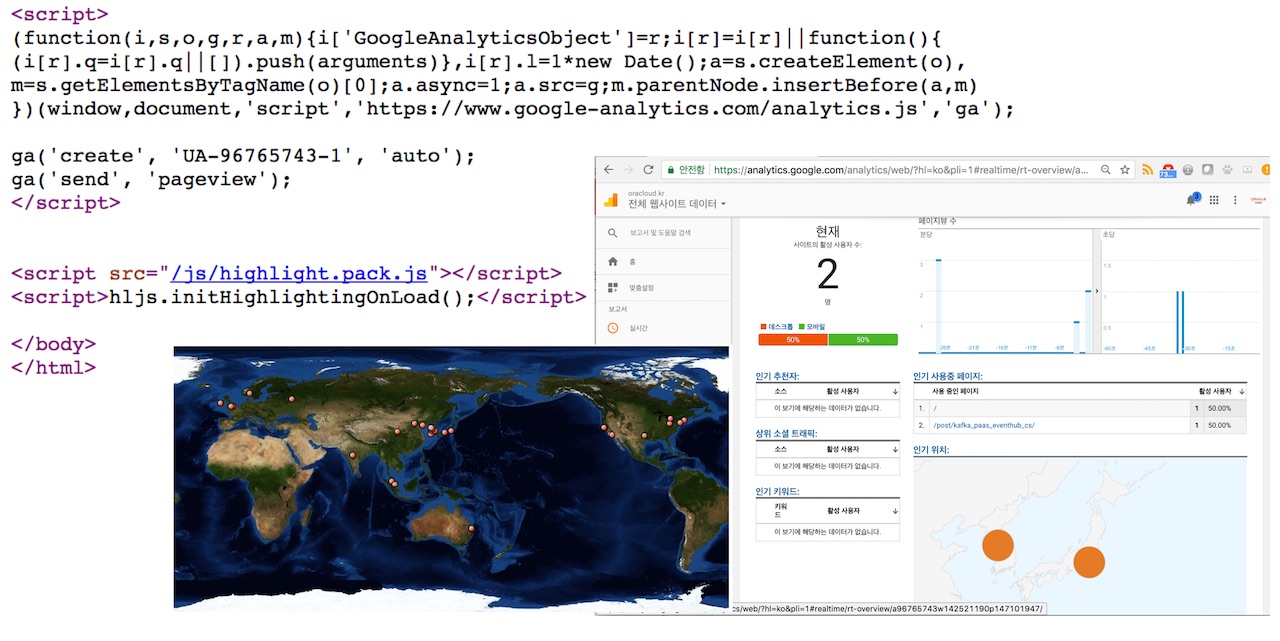 <script>
(function(i,s,o,g,r,a,m){i['GoogleAnalyticsObject']=r;i[r]=i[r]||function(){
(i[r].q=i[r].q||[]).push(arguments)},i[r].l=1*new Date();a=s.createElement(o),
m=s.getElementsByTagName(o)[0];a.async=1;a.src=g;m.parentNode.insertBefore(a,m)
})(window,document,'script','https://www.google-analytics.com/analytics.js','ga');
ga('create', 'UA-96765743-1', 'auto');
ga('send', 'pageview');
</script>
<script src="/js/highlight.pack.js"></script>
<script>hljs.initHighlightingOnLoad();</script>
</body>
</html>
안전함 https://analytics.google.com/analytics/web/?hl=ko&pli=1#realtime/rt-overview/a...
73...
oracloud.kr
전체 웹사이트 데이터
3
보고서 및 도움말 검색
홈
맞춤설정
보고서
실시간
현재
사이트의 활성 사용자 수:
2
명
데스크톱 모바일
50% 50%
페이지뷰 수
분당
초당
3
2
1
1.5
1
0.5
-26분 -21분 -16분 -11분 -6분
-60초 -45초 -30초 -15초
인기 추천자:
소스 활성 사용자
이 보기에 해당하는 데이터가 없습니다.
상위 소셜 트래픽:
소스 활성 사용자
이 보기에 해당하는 데이터가 없습니다.
인기 키워드:
키워드 활성 사용자
이 보기에 해당하는 데이터가 없습니다.
인기 사용중 페이지:
사용 중인 페이지 활성 사용자
1. / 1 50.00%
2. /post/kafka_paas_eventhub_cs/ 1 50.00%
인기 위치:
cs/web/?hl=ko&pli=1#realtime/rt-overview/a96765743w142521190p147101947/